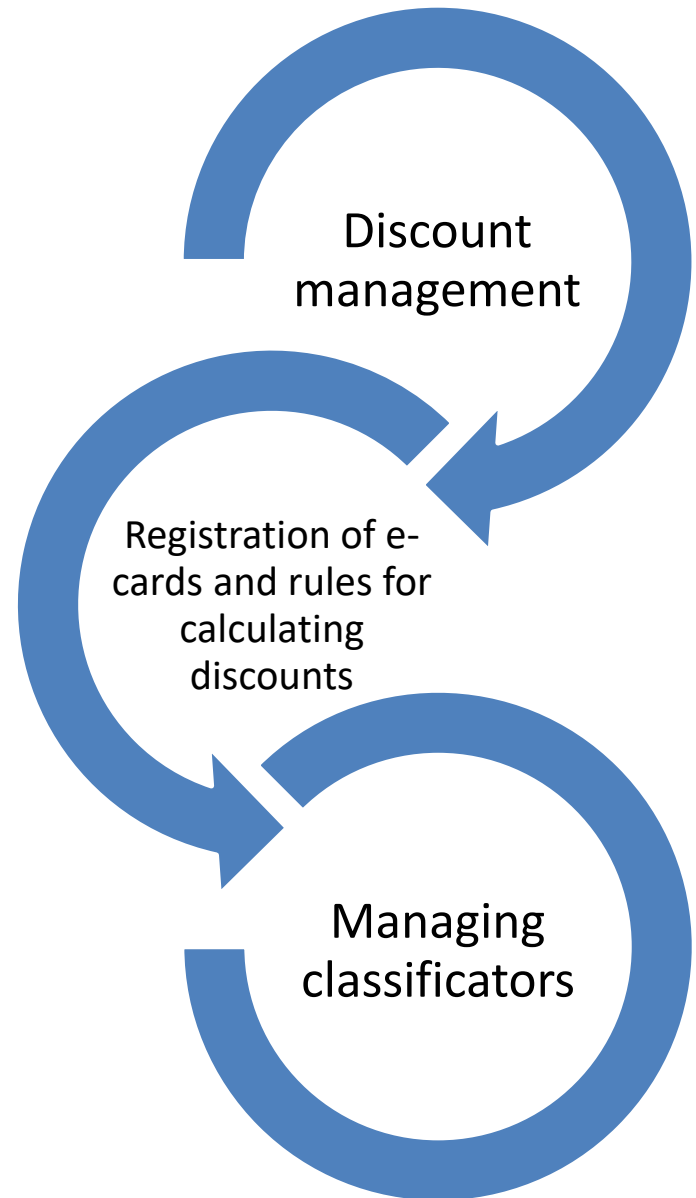 Discount
management
Registration of e-
cards and rules for
calculating
discounts
Managing
classificators